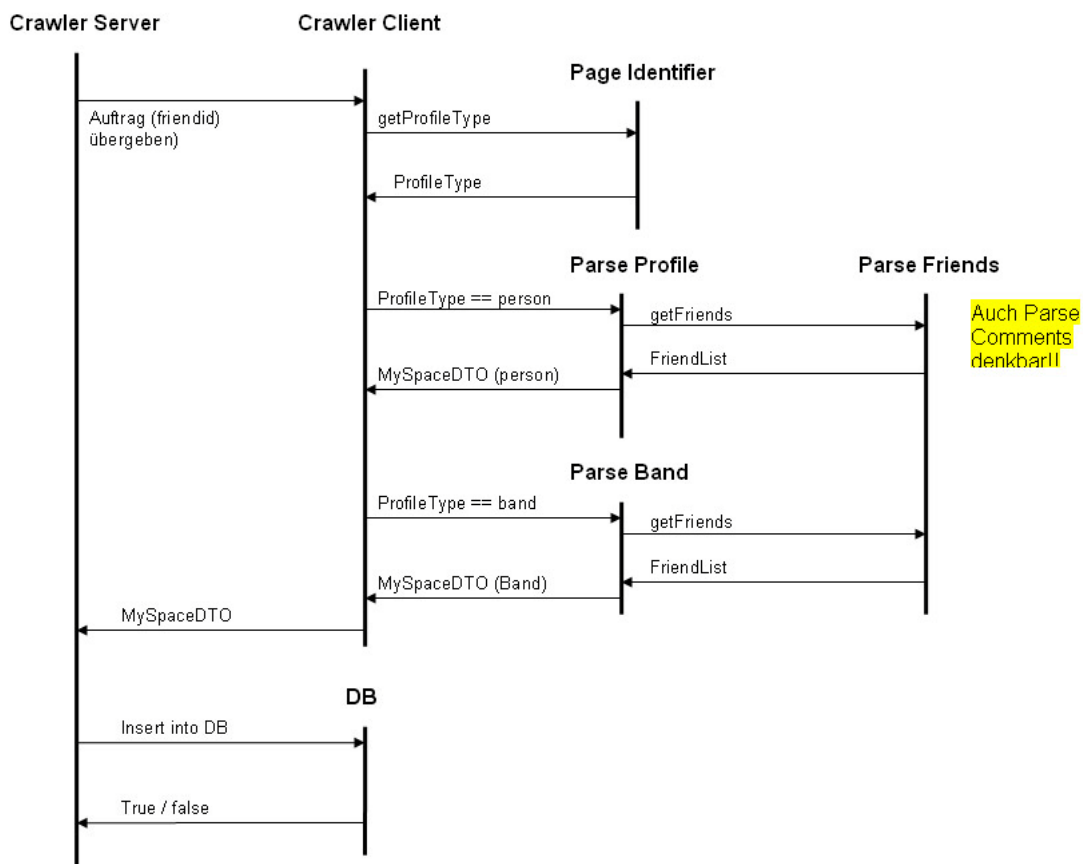 Crawler Server
Crawler Client
Page Identifier
Auftrag (friendid)
übergeben)
getProfileType
ProfileType
Parse Profile
Parse Friends
ProfileType == person
getFriends
Auch Parse
Comments
denkbar!!
FriendList
MySpaceDTO (person)
Parse Band
ProfileType == band
getFriends
FriendList
MySpaceDTO (Band)
MySpaceDTO
DB
Insert into DB
True / false